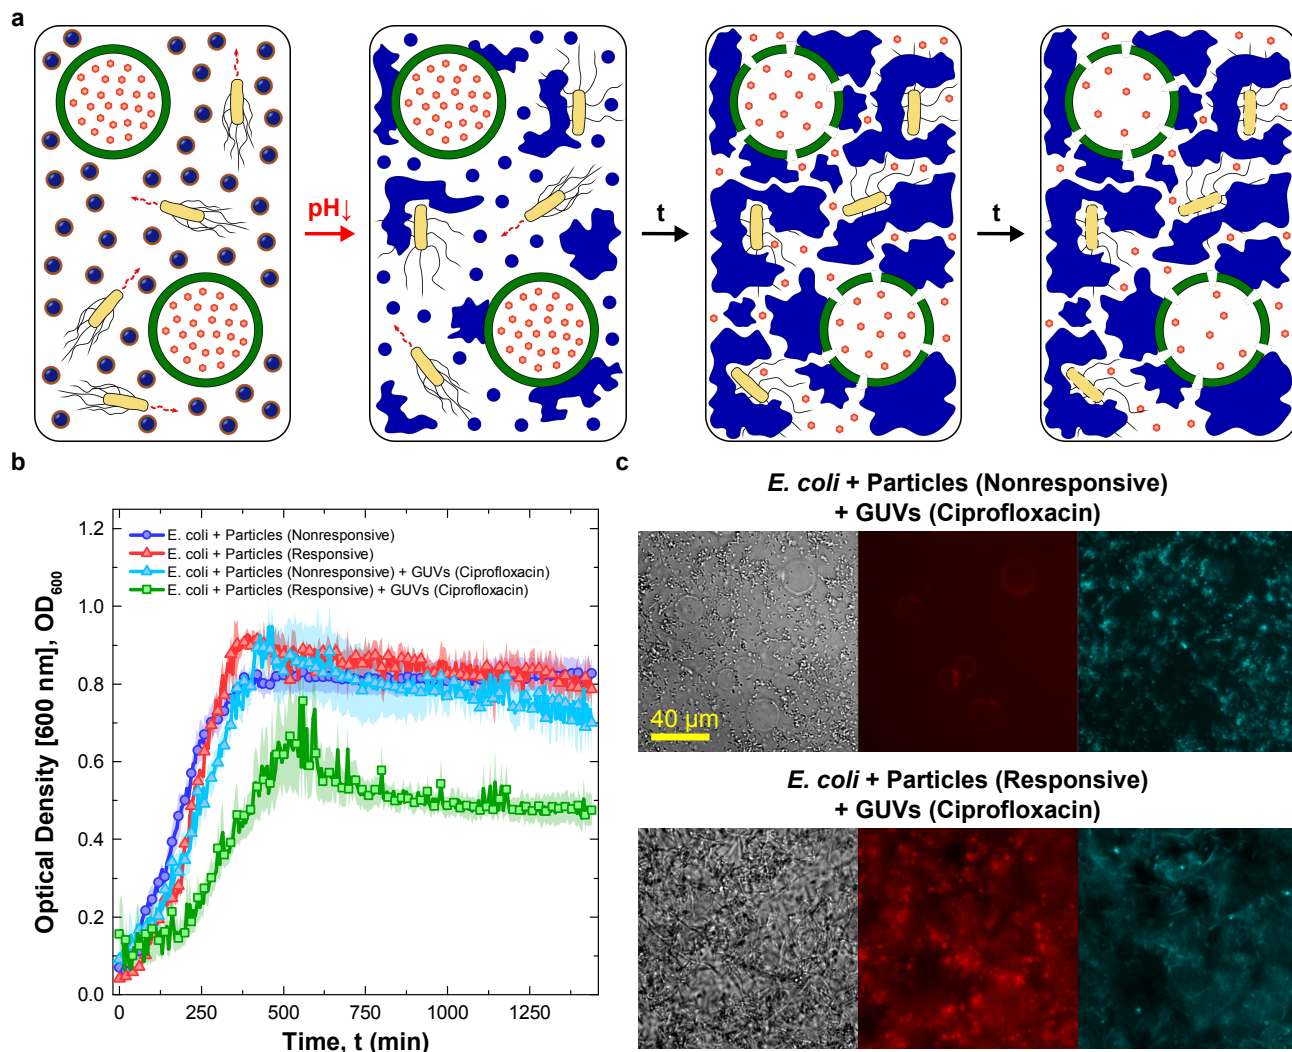 a
pH↓
t
t
b
Optical Density [600 nm], OD600
1.2
1.0
0.8
0.6
0.4
0.2
0.0
E. coli + Particles (Nonresponsive)
E. coli + Particles (Responsive)
E. coli + Particles (Nonresponsive) + GUVs (Ciprofloxacin)
E. coli + Particles (Responsive) + GUVs (Ciprofloxacin)
0 250 500 750 1000 1250
Time, t (min)
c
E. coli + Particles (Nonresponsive)
+ GUVs (Ciprofloxacin)
40 µm
E. coli + Particles (Responsive)
+ GUVs (Ciprofloxacin)